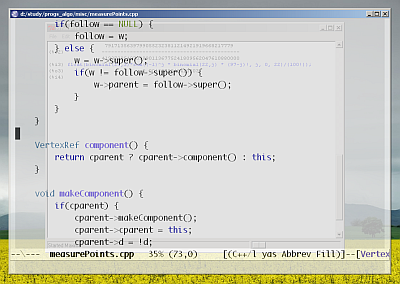 d:/study/progs_algo/misc/measurePoints.cpp
if(follow == NULL) {
follow = w;
} else {
w = w->super();
if(w != follow->super()) {
w->parent = follow->super();
}
}
}
VertexRef component() {
return cparent ? cparent->component() : this;
}
void makeComponent() {
if(cparent) {
cparent->makeComponent();
cparent->cparent = this;
cparent->d = !d;
--\--- measurePoints.cpp 35% (73,0) [(C++/l yas Abbrev Fill)]--[Vertex